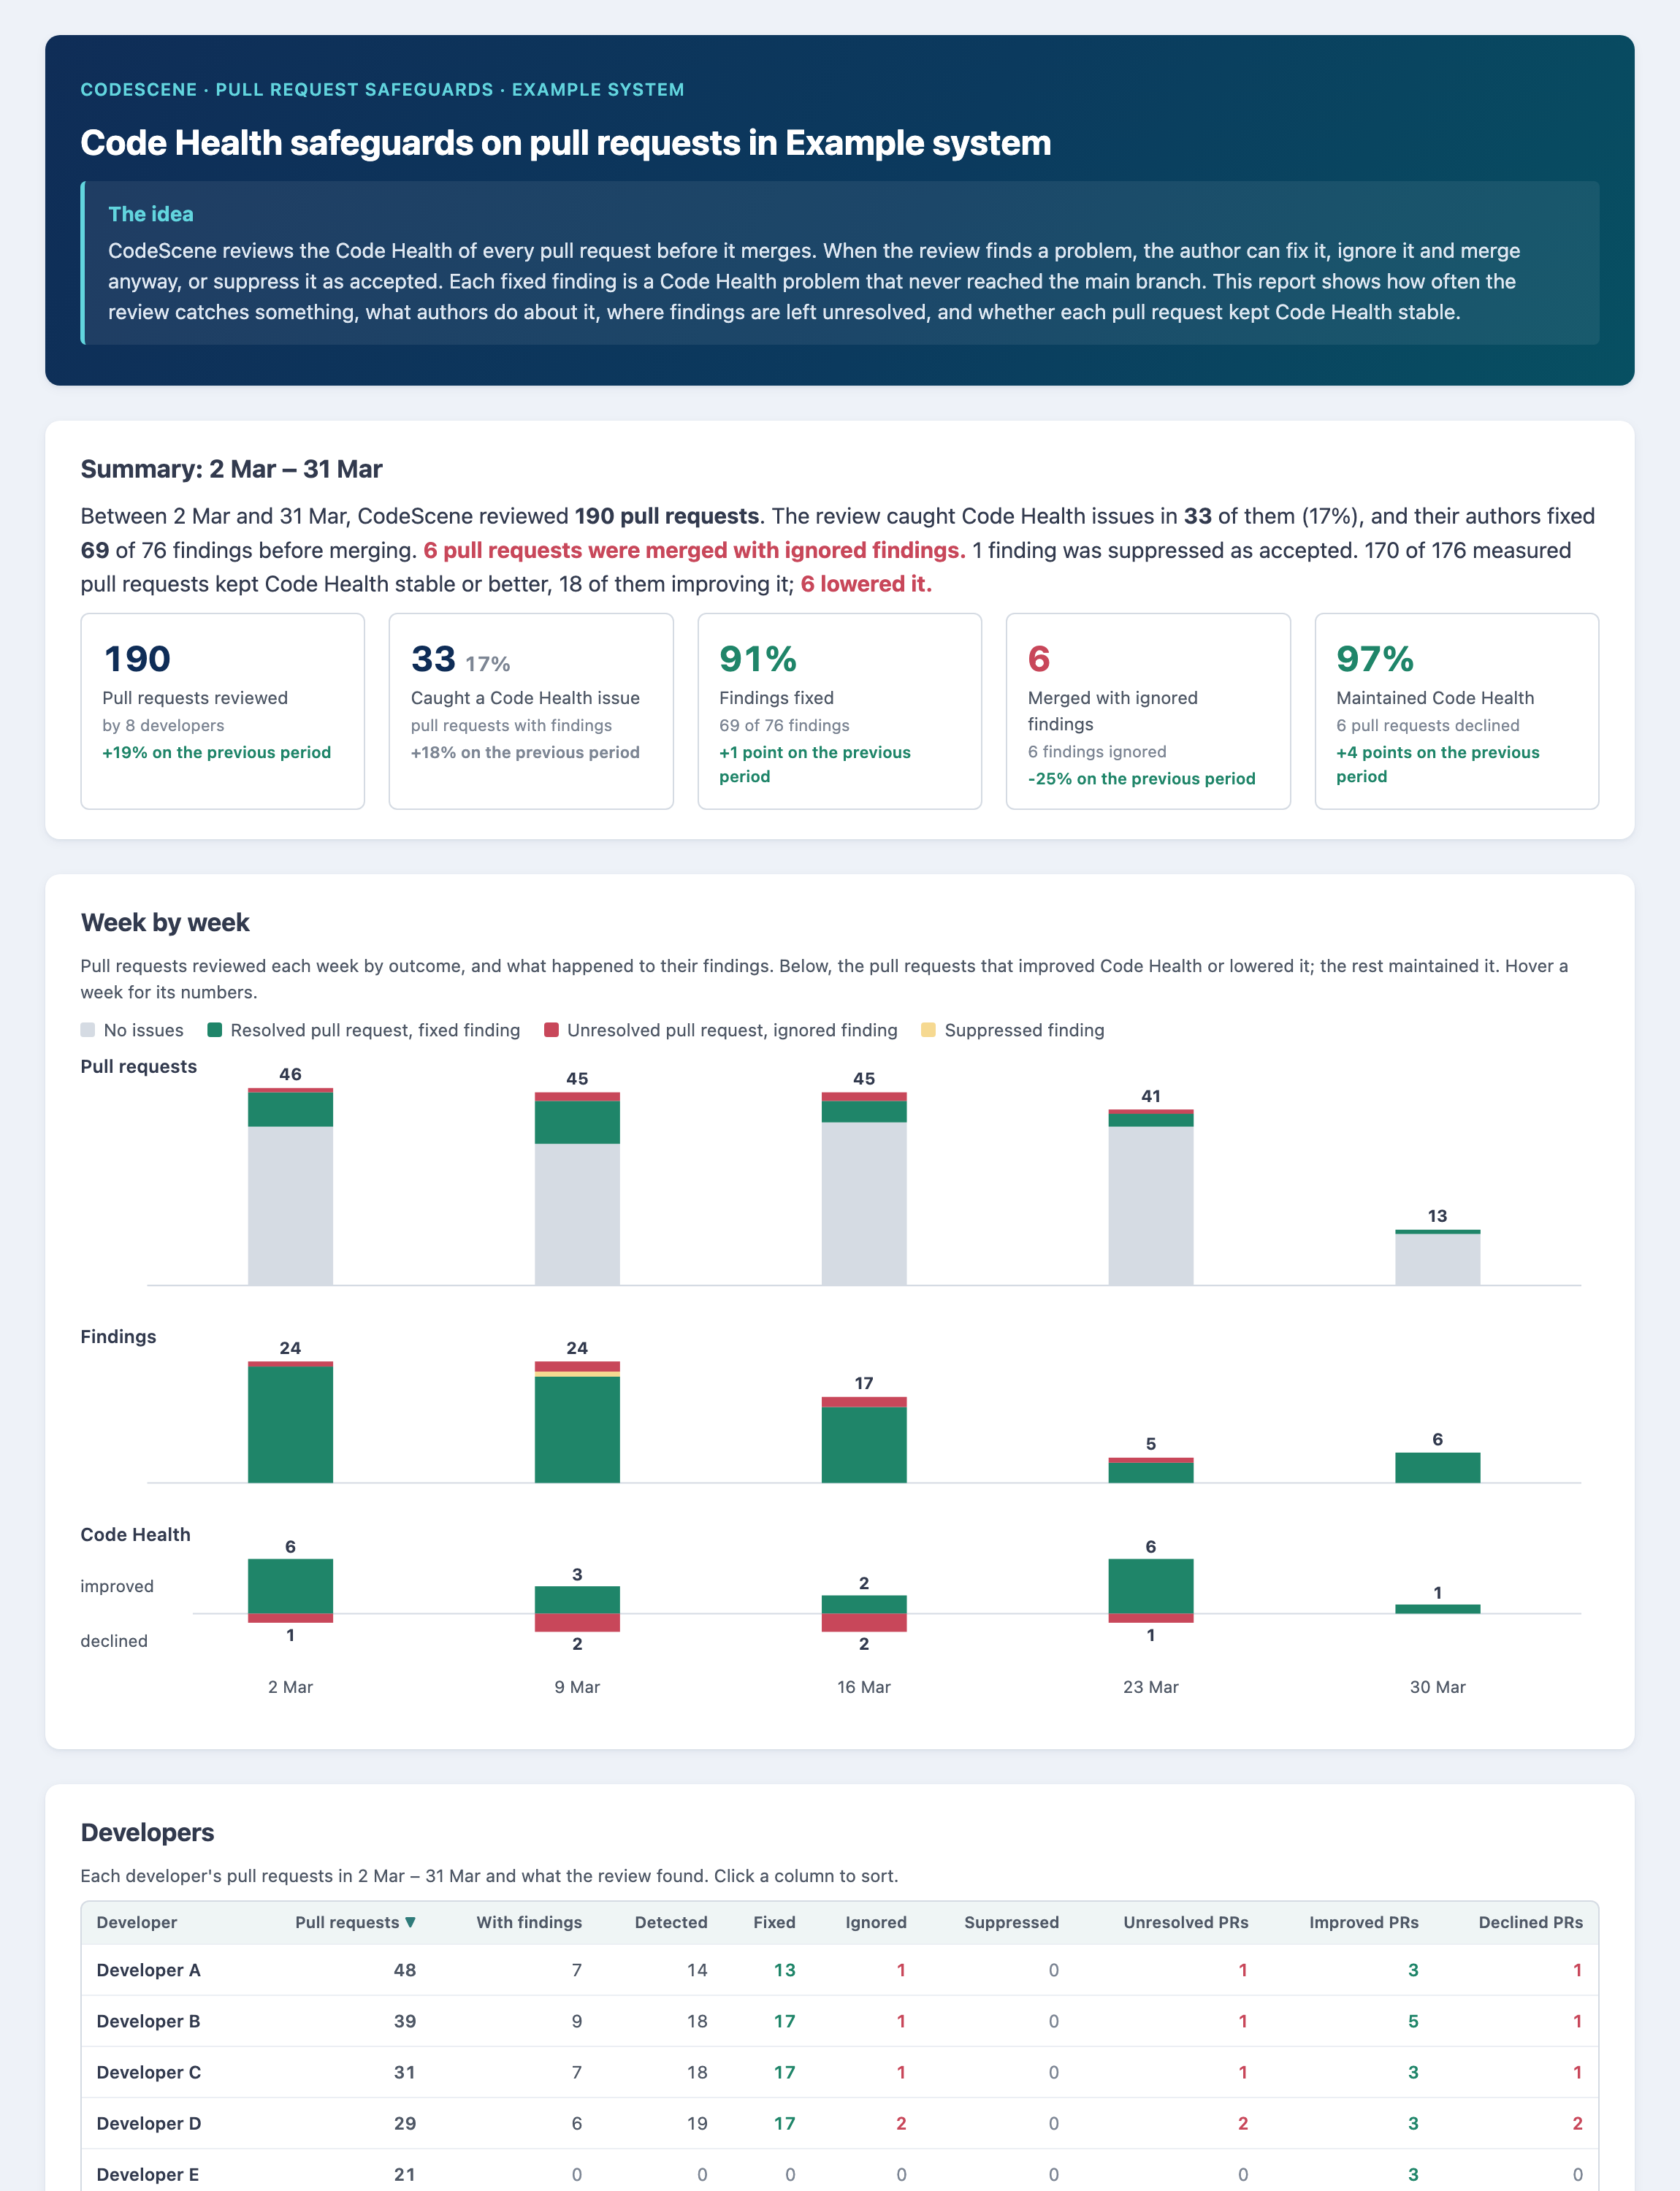 CODESCENE · PULL REQUEST SAFEGUARDS · EXAMPLE SYSTEM
Code Health safeguards on pull requests in Example system
The idea
CodeScene reviews the Code Health of every pull request before it merges. When the review finds a problem, the author can fix it, ignore it and merge
anyway, or suppress it as accepted. Each fixed finding is a Code Health problem that never reached the main branch. This report shows how often the
review catches something, what authors do about it, where findings are left unresolved, and whether each pull request kept Code Health stable.
Summary: 2 Mar – 31 Mar
Between 2 Mar and 31 Mar, CodeScene reviewed 190 pull requests. The review caught Code Health issues in 33 of them (17%), and their authors fixed
69 of 76 findings before merging. 6 pull requests were merged with ignored findings. 1 finding was suppressed as accepted. 170 of 176 measured
pull requests kept Code Health stable or better, 18 of them improving it; 6 lowered it.
190
Pull requests reviewed
by 8 developers
+19% on the previous period
33 17%
Caught a Code Health issue
pull requests with findings
+18% on the previous period
91%
Findings fixed
69 of 76 findings
+1 point on the previous
period
6
Merged with ignored
findings
6 findings ignored
-25% on the previous period
97%
Maintained Code Health
6 pull requests declined
+4 points on the previous
period
Week by week
Pull requests reviewed each week by outcome, and what happened to their findings. Below, the pull requests that improved Code Health or lowered it; the rest maintained it. Hover a
week for its numbers.
No issues Resolved pull request, fixed finding Unresolved pull request, ignored finding Suppressed finding
Pull requests
46 45 45 41 13
Findings
24 24 17 5 6
Code Health
6 3 2 6 1
improved
declined
1 2 2 1
2 Mar 9 Mar 16 Mar 23 Mar 30 Mar
Developers
Each developer's pull requests in 2 Mar – 31 Mar and what the review found. Click a column to sort.
Developer Pull requests ▼ With findings Detected Fixed Ignored Suppressed Unresolved PRs Improved PRs Declined PRs
Developer A 48 7 14 13 1 0 1 3 1
Developer B 39 9 18 17 1 0 1 5 1
Developer C 31 7 18 17 1 0 1 3 1
Developer D 29 6 19 17 2 0 2 3 2
Developer E 21 0 0 0 0 0 0 3 0